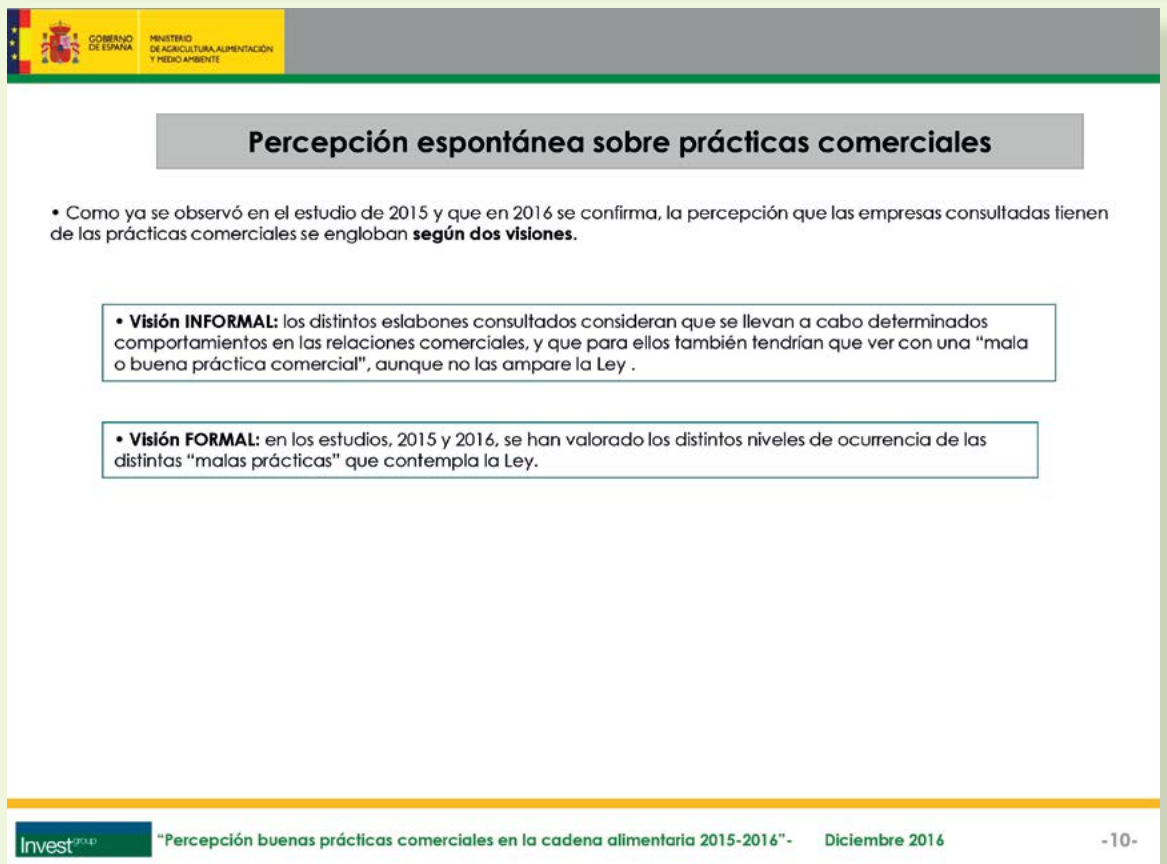 GOBIERNO
DE ESPAÑA
MINISTERIO
DE AGRICULTURA, ALIMENTACIÓN
Y MEDIO AMBIENTE
Percepción espontánea sobre prácticas comerciales
• Como ya se observó en el estudio de 2015 y que en 2016 se confirma, la percepción que las empresas consultadas tienen
de las prácticas comerciales se engloban según dos visiones.
• Visión INFORMAL: los distintos eslabones consultados consideran que se llevan a cabo determinados
comportamientos en las relaciones comerciales, y que para ellos también tendrían que ver con una “mala
o buena práctica comercial”, aunque no las ampare la Ley .
• Visión FORMAL: en los estudios, 2015 y 2016, se han valorado los distintos niveles de ocurrencia de las
distintas “malas prácticas” que contempla la Ley.
Invest group
“Percepción buenas prácticas comerciales en la cadena alimentaria 2015-2016”- Diciembre 2016
-10-